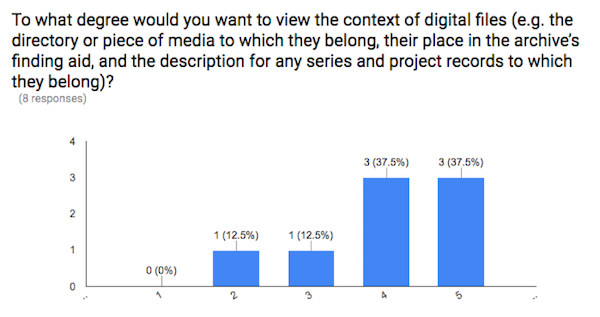 To what degree would you want to view the context of digital files (e.g. the
directory or piece of media to which they belong, their place in the archive's
finding aid, and the description for any series and project records to which
they belong)?
(8 responses)
4
3 (37.5%) 3 (37.5%)
3
2
1 (12.5%) 1 (12.5%)
1
0 (0%)
0
.. 1 2 3 4 5 ..